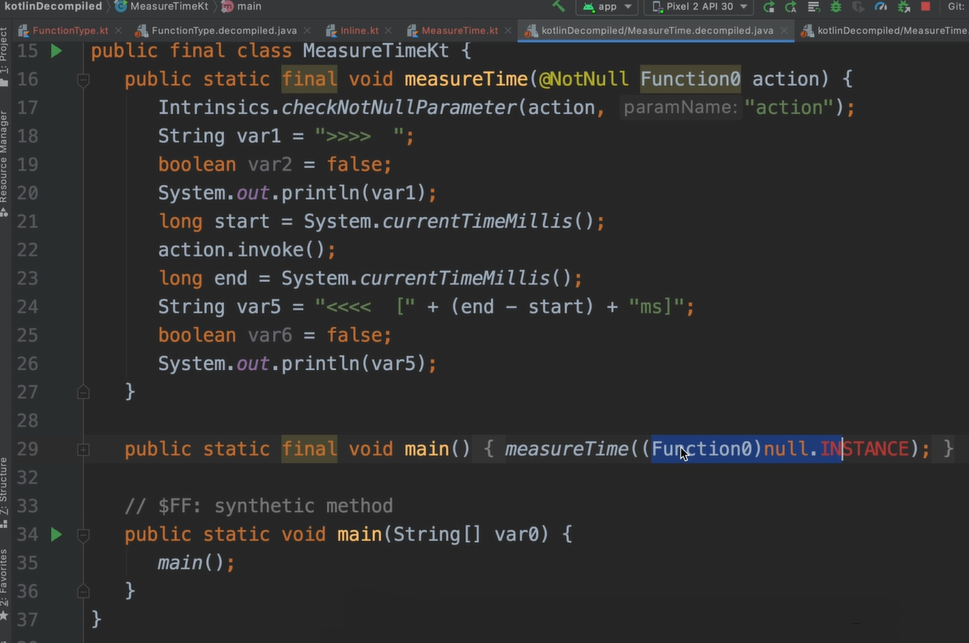 kotlinDecompiled MeasureTimeKt main app Pixel 2 API 30 Git:
FunctionType.kt FunctionType.decompiled.java Inline.kt MeasureTime.kt kotlinDecompiled/MeasureTime.decompiled.java kotlinDecompiled/MeasureTime.
1: Project
Resource Manager
7: Structure
2: Favorites
15 public final class MeasureTimeKt {
16 public static final void measureTime(@NotNull Function0 action) {
17 Intrinsics.checkNotNullParameter(action, paramName: "action");
18 String var1 = ">>>>  ";
19 boolean var2 = false;
20 System.out.println(var1);
21 long start = System.currentTimeMillis();
22 action.invoke();
23 long end = System.currentTimeMillis();
24 String var5 = "<<<<  [" + (end - start) + "ms]";
25 boolean var6 = false;
26 System.out.println(var5);
27 }
28
29 public static final void main() { measureTime((Function0)null.INSTANCE); }
32
33 // $FF: synthetic method
34 public static void main(String[] var0) {
35 main();
36 }
37 }